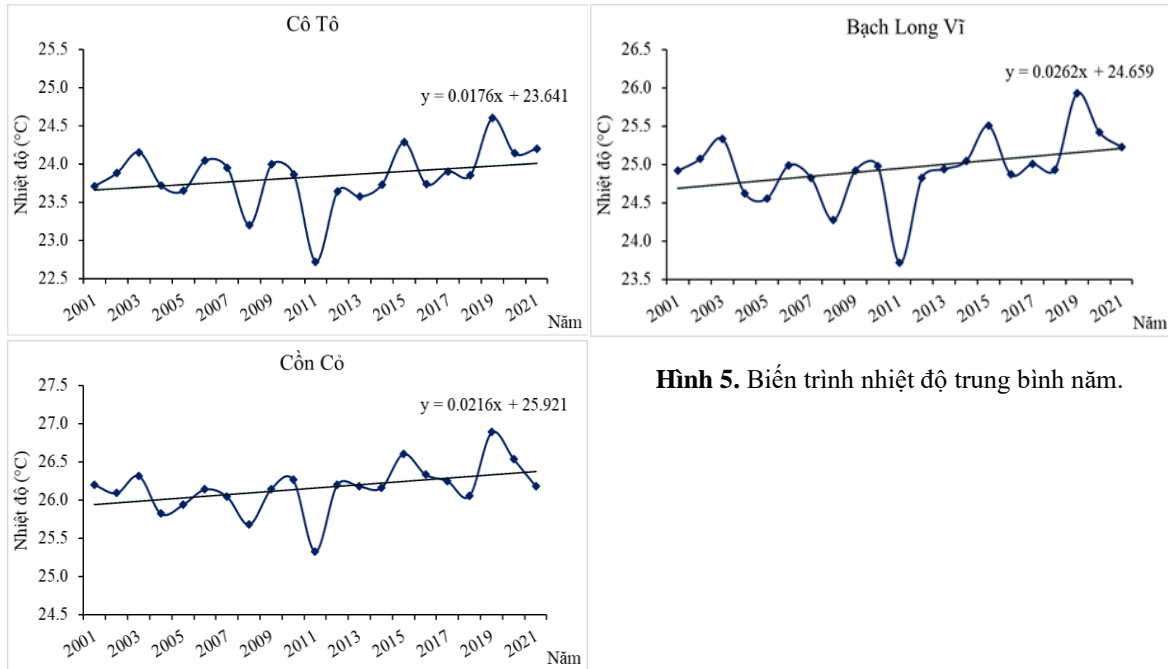 Cô Tô
25.5
25.0
24.5
24.0
23.5
23.0
22.5
Nhiệt độ (°C)
y = 0.0176x + 23.641
2001 2003 2005 2007 2009 2011 2013 2015 2017 2019 2021
Năm
Bạch Long Vĩ
26.5
26.0
25.5
25.0
24.5
24.0
23.5
Nhiệt độ (°C)
y = 0.0262x + 24.659
2001 2003 2005 2007 2009 2011 2013 2015 2017 2019 2021
Năm
Cồn Cỏ
27.5
27.0
26.5
26.0
25.5
25.0
24.5
Nhiệt độ (°C)
y = 0.0216x + 25.921
2001 2003 2005 2007 2009 2011 2013 2015 2017 2019 2021
Năm
Hình 5. Biến trình nhiệt độ trung bình năm.